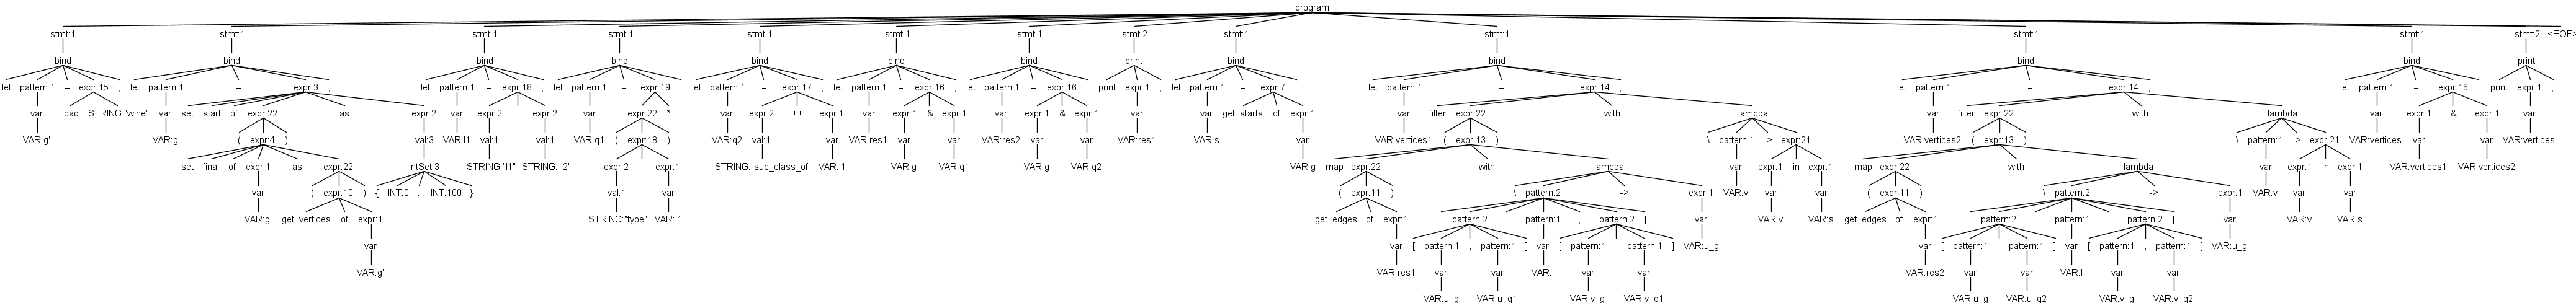 program
stmt:1 stmt:1 stmt:1 stmt:1 stmt:1 stmt:1 stmt:1 stmt:2 stmt:1 stmt:1 stmt:1 stmt:1 stmt:2 <EOF>
bind bind bind bind bind bind bind print bind bind bind bind print
let pattern:1 = expr:15 ; let pattern:1 = expr:3 ; let pattern:1 = expr:18 ; let pattern:1 = expr:19 ; let pattern:1 = expr:17 ; let pattern:1 = expr:16 ; let pattern:1 = expr:16 ; print expr:1 ; let pattern:1 = expr:7 ; let pattern:1 = expr:14 ; let pattern:1 = expr:14 ; let pattern:1 = expr:16 ; print expr:1 ;
var load STRING:"wine" var set start of expr:22 as expr:2 var expr:2 | expr:2 var expr:22 * var expr:2 ++ expr:1 var expr:1 & expr:1 var expr:1 & expr:1 var var get_starts of expr:1 var filter expr:22 with lambda var filter expr:22 with lambda var expr:1 & expr:1 var
VAR:g' VAR:g ( expr:4 ) val:3 VAR:l1 val:1 val:1 VAR:q1 ( expr:18 ) VAR:q2 val:1 var VAR:res1 var var VAR:res2 var var VAR:res1 VAR:s var VAR:vertices1 ( expr:13 ) \ pattern:1 -> expr:21 VAR:vertices2 ( expr:13 ) \ pattern:1 -> expr:21 VAR:vertices var var VAR:vertices
set final of expr:1 as expr:22 intSet:3 STRING:"l1" STRING:"l2" expr:2 | expr:1 STRING:"sub_class_of" VAR:l1 VAR:g VAR:q1 VAR:g VAR:q2 VAR:g map expr:22 with lambda var expr:1 in expr:1 map expr:22 with lambda var expr:1 in expr:1 VAR:vertices1 VAR:vertices2
var ( expr:10 ) { INT:0 .. INT:100 } val:1 var ( expr:11 ) \ pattern:2 -> expr:1 VAR:v var var ( expr:11 ) \ pattern:2 -> expr:1 VAR:v var var
VAR:g' get_vertices of expr:1 STRING:"type" VAR:l1 get_edges of expr:1 [ pattern:2 , pattern:1 , pattern:2 ] var VAR:v VAR:s get_edges of expr:1 [ pattern:2 , pattern:1 , pattern:2 ] var VAR:v VAR:s
var var [ pattern:1 , pattern:1 ] var [ pattern:1 , pattern:1 ] VAR:u_g var [ pattern:1 , pattern:1 ] var [ pattern:1 , pattern:1 ] VAR:u_g
VAR:g' VAR:res1 var var VAR:l var var VAR:res2 var var VAR:l var var
VAR:u_g VAR:u_q1 VAR:v_g VAR:v_q1 VAR:u_g VAR:u_q2 VAR:v_g VAR:v_q2